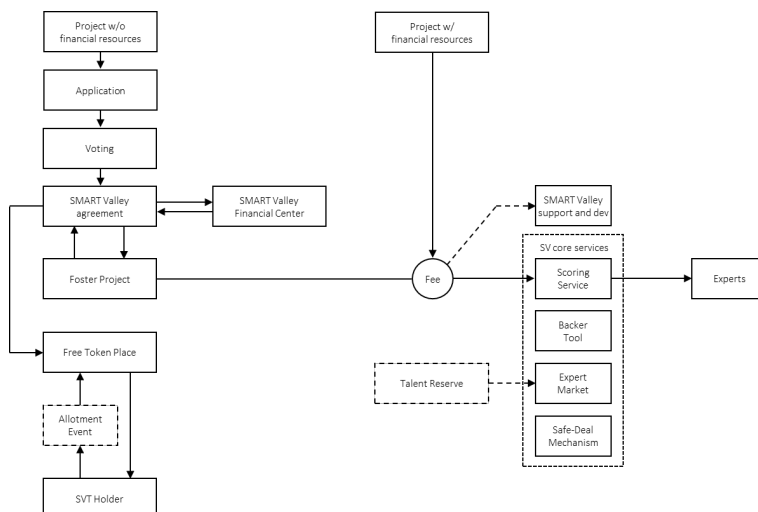 Project w/o
financial resources
Project w/
financial resources
Application
Voting
SMART Valley
agreement
SMART Valley
Financial Center
SMART Valley
support and dev
SV core services
Foster Project
Fee
Scoring
Service
Experts
Backer
Tool
Free Token Place
Talent Reserve
Expert
Market
Allotment
Event
Safe-Deal
Mechanism
SVT Holder